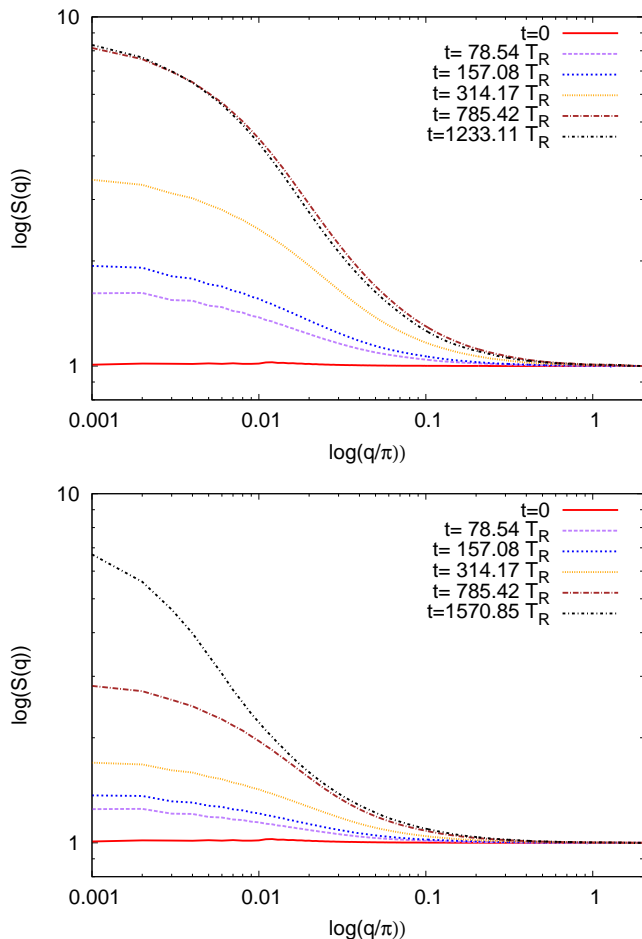 10
t=0
t= 78.54 T_R
t= 157.08 T_R
t= 314.17 T_R
t= 785.42 T_R
t=1233.11 T_R
log(S(q))
1
0.001 0.01 0.1 1
log(q/π))
10
t=0
t= 78.54 T_R
t= 157.08 T_R
t= 314.17 T_R
t= 785.42 T_R
t=1570.85 T_R
log(S(q))
1
0.001 0.01 0.1 1
log(q/π))